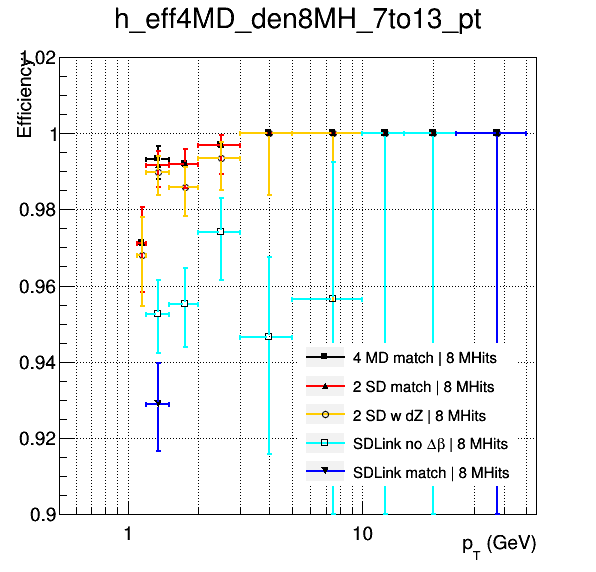 h_eff4MD_den8MH_7to13_pt
Efficiency
1.02
1
0.98
0.96
0.94
0.92
0.9
4 MD match | 8 MHits
2 SD match | 8 MHits
2 SD w dZ | 8 MHits
SDLink no Δβ | 8 MHits
SDLink match | 8 MHits
1
10
p_T (GeV)